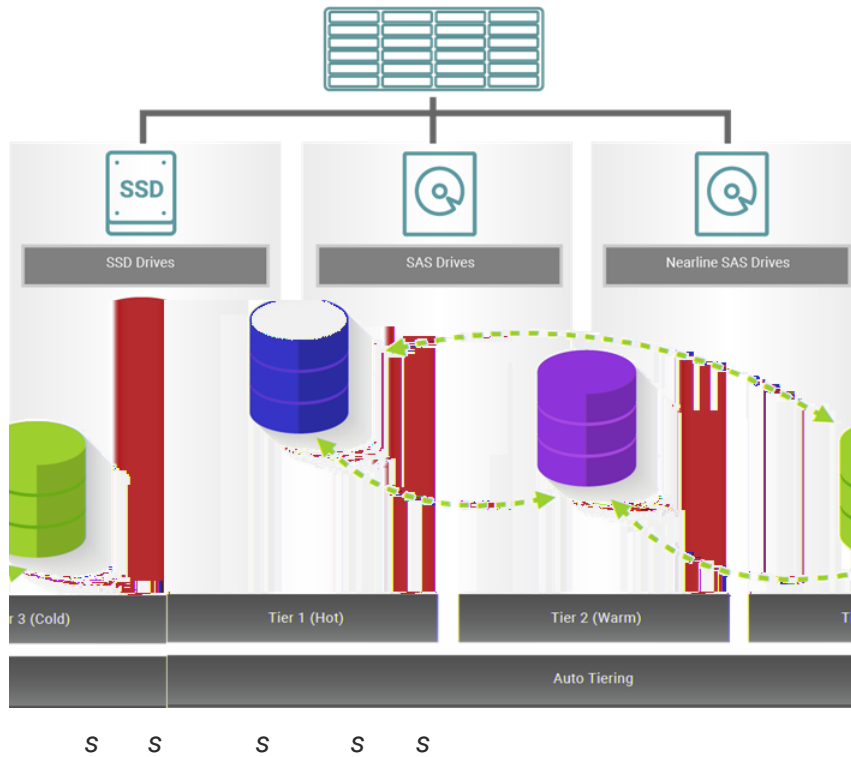 SSD
SSD Drives SAS Drives Nearline SAS Drives
r 3 (Cold) Tier 1 (Hot) Tier 2 (Warm) T
Auto Tiering
s s s s s